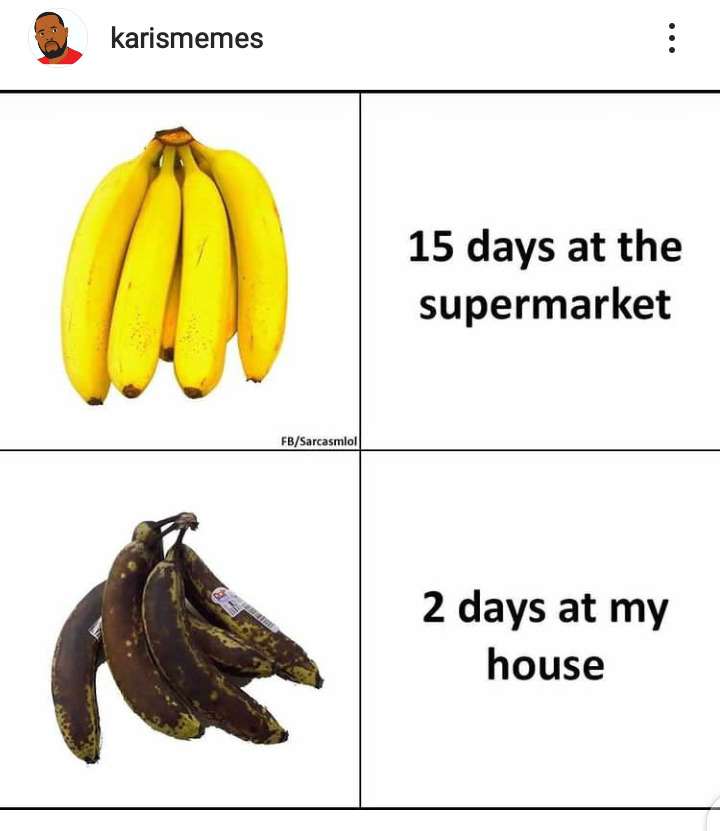 karismemes
15 days at the
supermarket
FB/Sarcasmlol
2 days at my
house